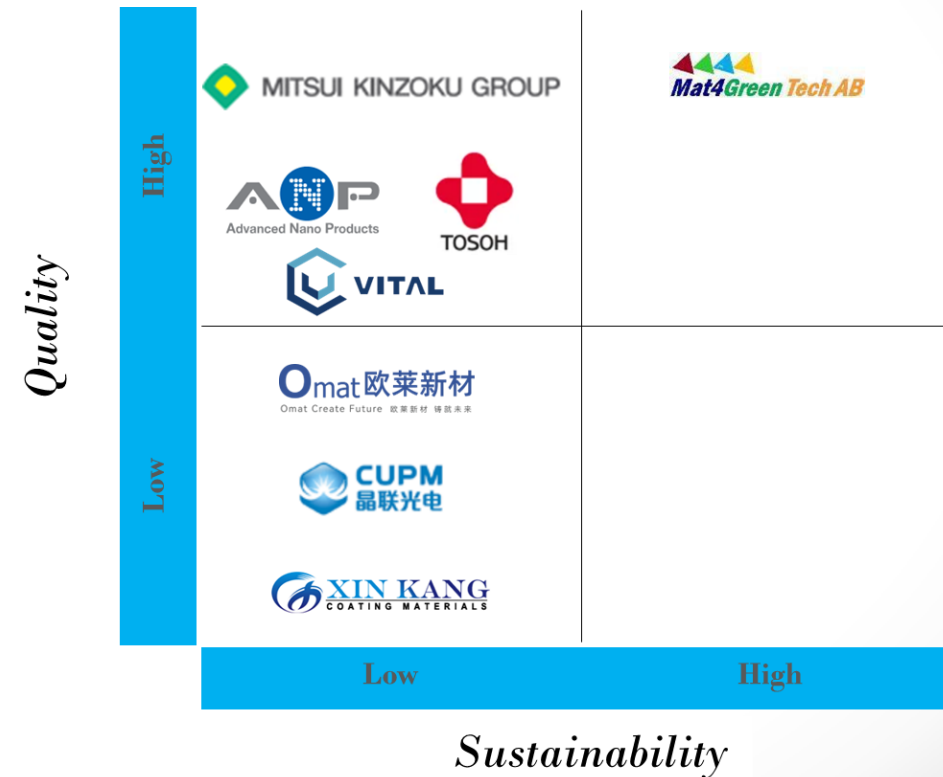 MITSUI KINZOKU GROUP
Mat4Green Tech AB
High
ANP
Advanced Nano Products
TOSOH
VITAL
Quality
Omat欧莱新材
Omat Create Future 欧莱新材 铸就未来
Low
CUPM
晶联光电
XIN KANG
COATING MATERIALS
Low
High
Sustainability